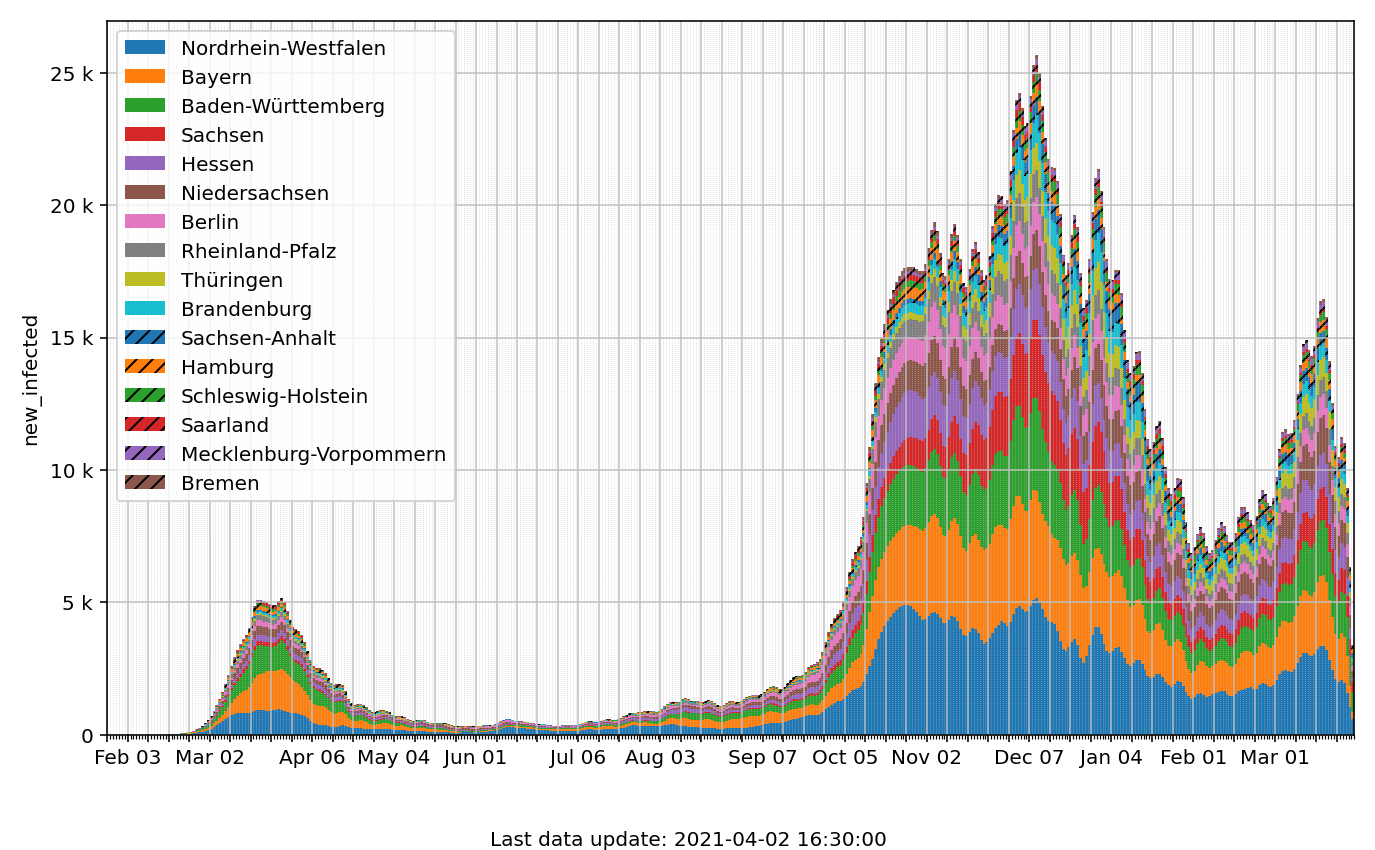 Nordrhein-Westfalen
Bayern
Baden-Württemberg
Sachsen
Hessen
Niedersachsen
Berlin
Rheinland-Pfalz
Thüringen
Brandenburg
Sachsen-Anhalt
Hamburg
Schleswig-Holstein
Saarland
Mecklenburg-Vorpommern
Bremen
new_infected
25 k
20 k
15 k
10 k
5 k
0
Feb 03 Mar 02 Apr 06 May 04 Jun 01 Jul 06 Aug 03 Sep 07 Oct 05 Nov 02 Dec 07 Jan 04 Feb 01 Mar 01
Last data update: 2021-04-02 16:30:00